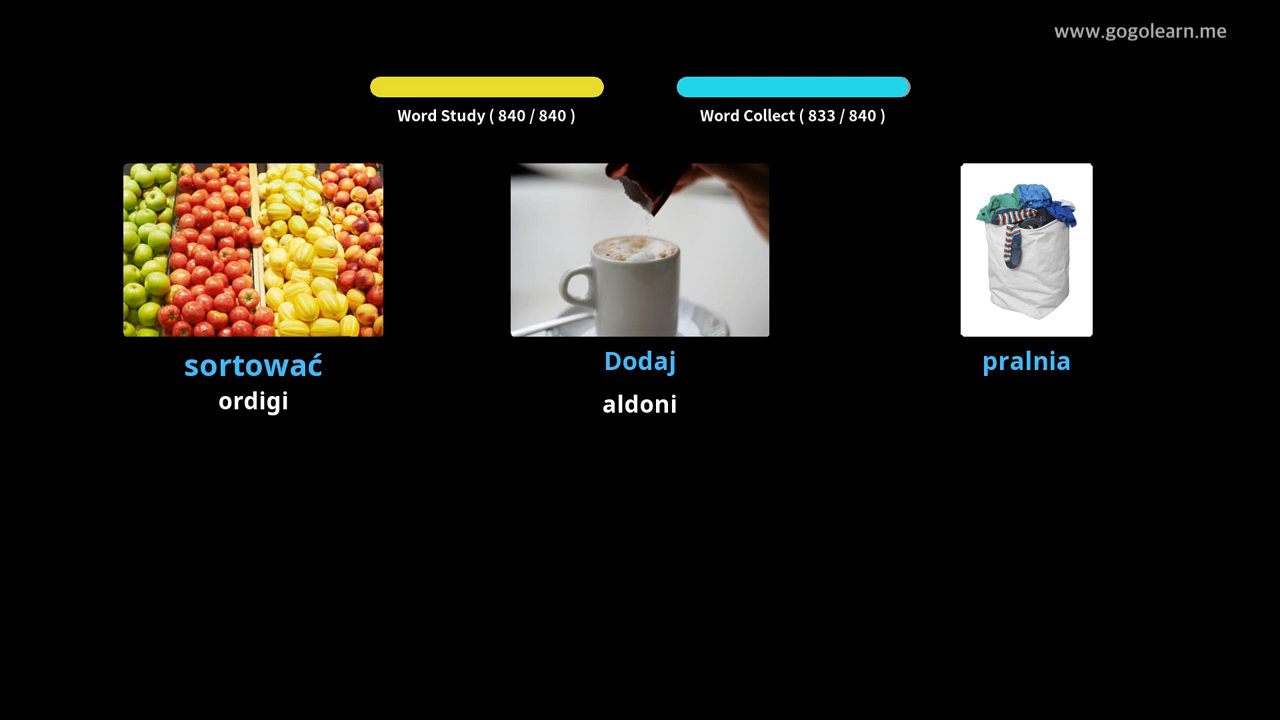 www.gogolearn.me
Word Study ( 840 / 840 )
Word Collect ( 833 / 840 )
sortować
ordigi
Dodaj
aldoni
pralnia